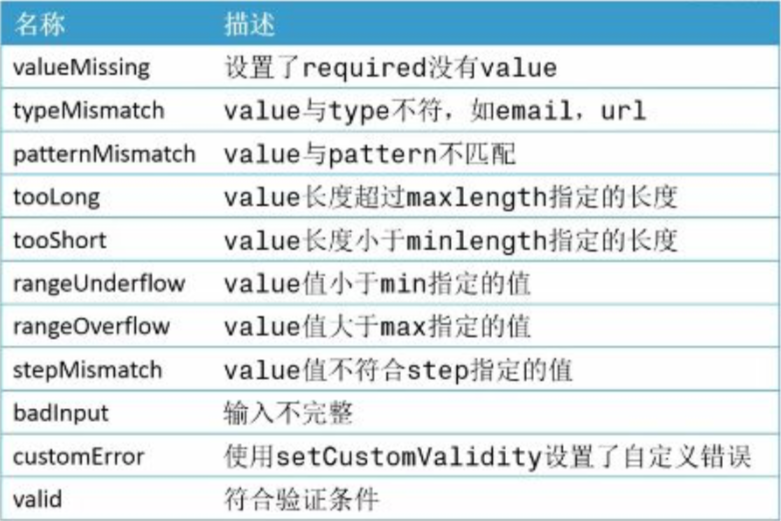 名称 描述
valueMissing 设置了required没有value
typeMismatch value与type不符，如email，url
patternMismatch value与pattern不匹配
tooLong value长度超过maxlength指定的长度
tooShort value长度小于minlength指定的长度
rangeUnderflow value值小于min指定的值
rangeOverflow value值大于max指定的值
stepMismatch value值不符合step指定的值
badInput 输入不完整
customError 使用setCustomValidity设置了自定义错误
valid 符合验证条件